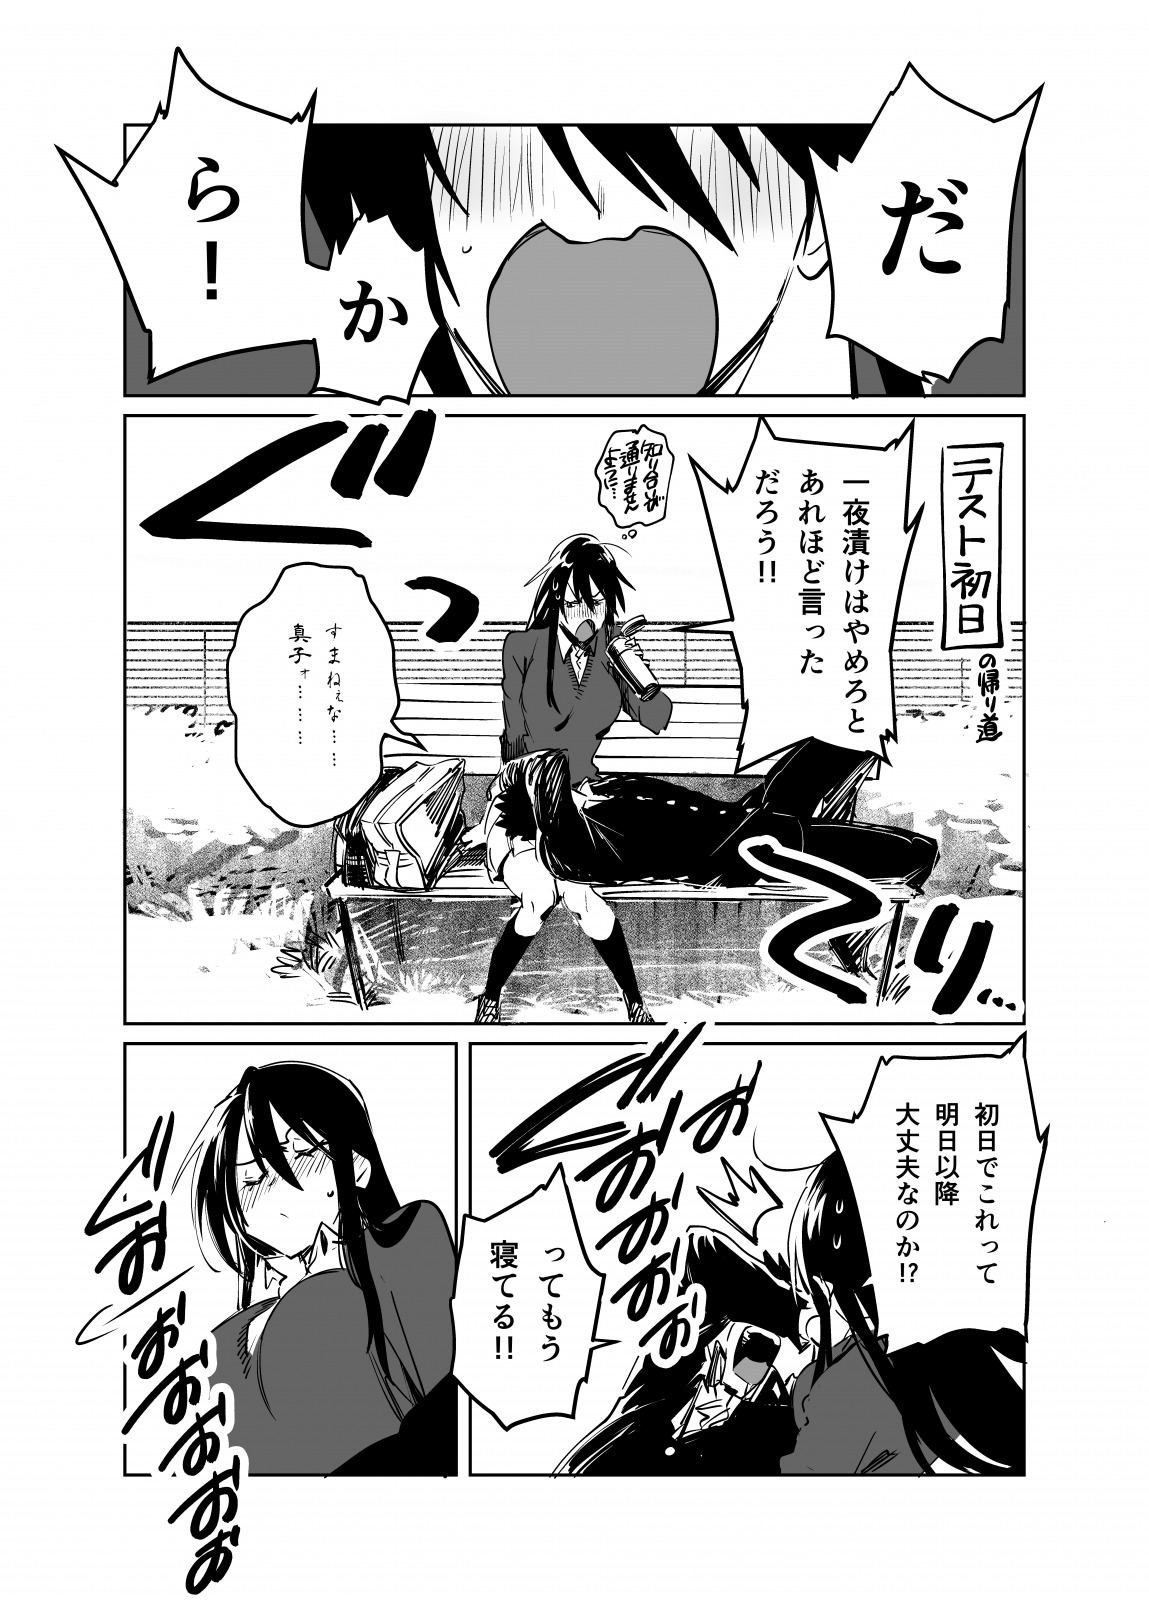 だ
か
ら!
テスト初日
の帰り道
一夜漬けはやめろと
あれほど言った
だろう!!
知り合いが
通りません
ように…
ぐ
っ
すまねぇな……
真子ォ………
た
り…
初日でこれって
明日以降
大丈夫なのか!?
ってもう
寝てる!!
ぐお
おおおお
ぐお
おおおおお